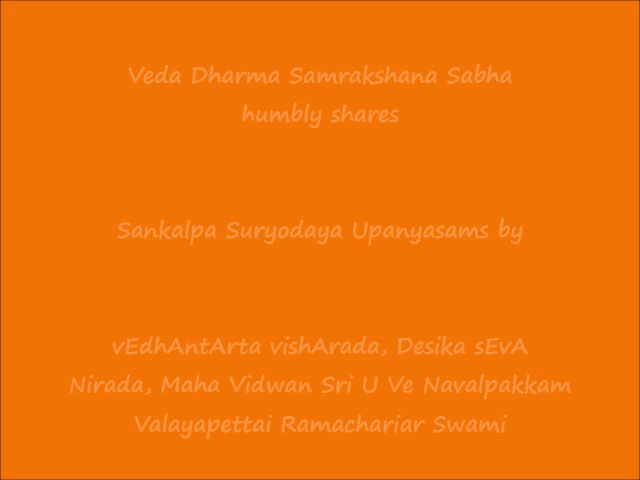 Veda Dharma Samrakshana Sabha
humbly shares
Sankalpa Suryodaya Upanyasams by
vEdhAntArta vishArada, Desika sEvA
Nirada, Maha Vidwan Sri U Ve Navalpakkam
Valayapettai Ramachariar Swami